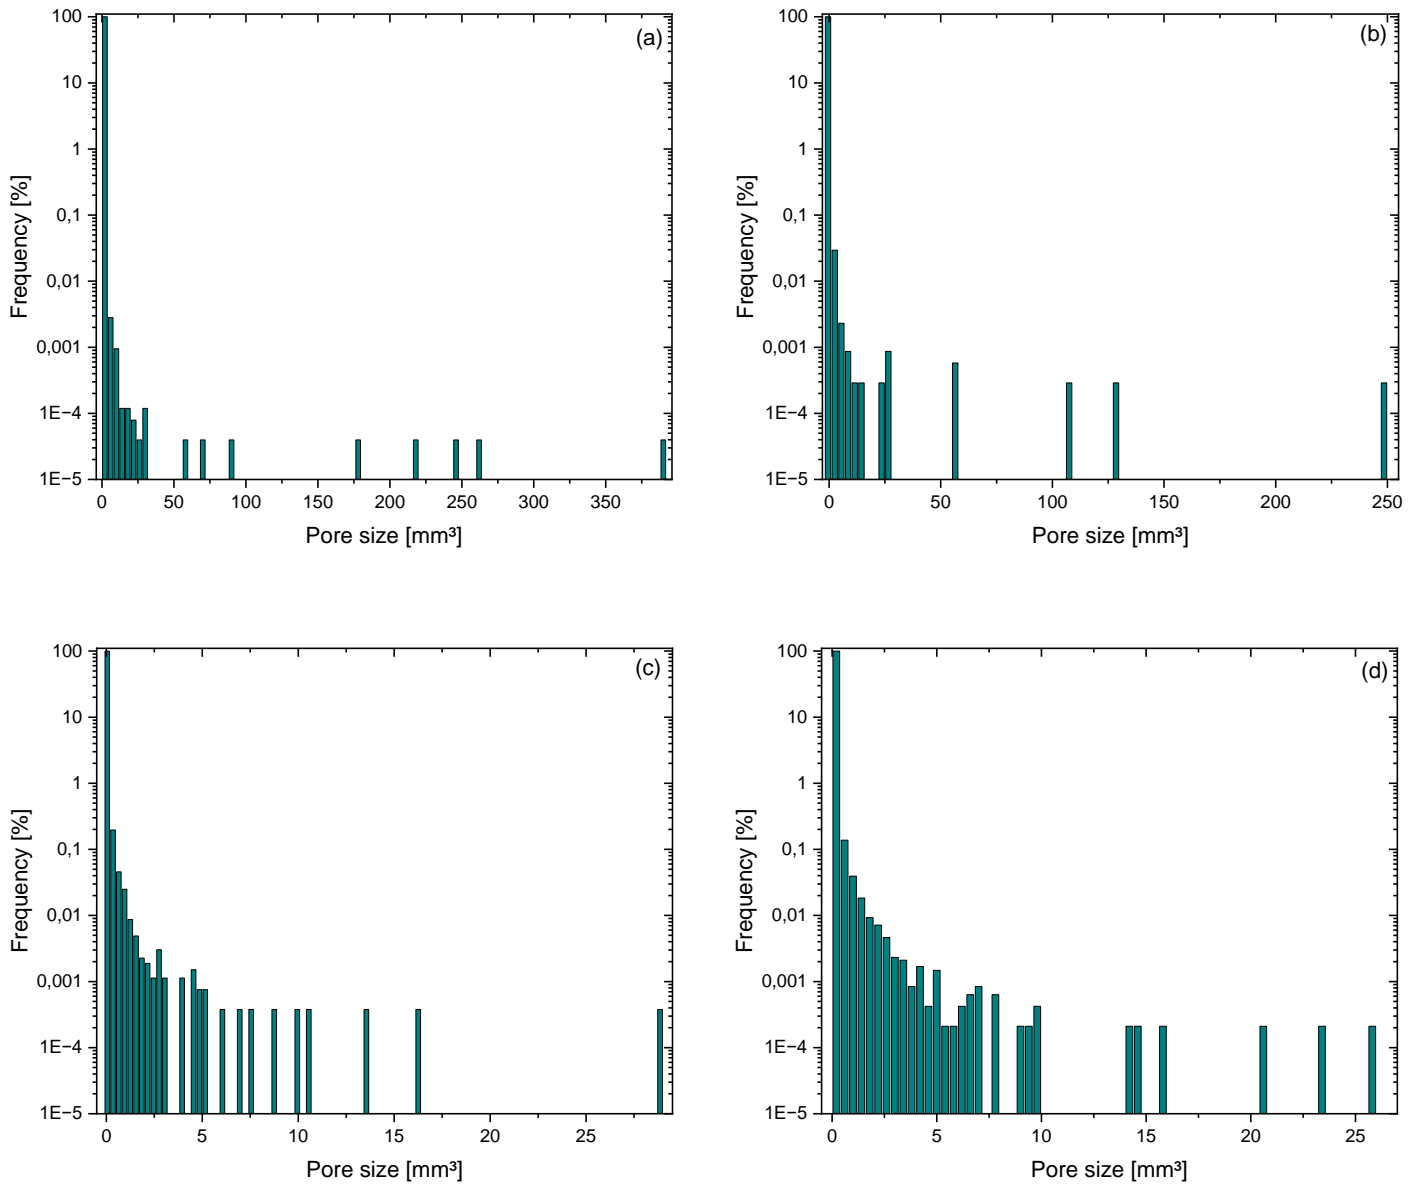 (a)
Frequency [%]
100
10
1
0,1
0,01
0,001
1E−4
1E−5
0 50 100 150 200 250 300 350
Pore size [mm³]
(b)
Frequency [%]
100
10
1
0,1
0,01
0,001
1E−4
1E−5
0 50 100 150 200 250
Pore size [mm³]
(c)
Frequency [%]
100
10
1
0,1
0,01
0,001
1E−4
1E−5
0 5 10 15 20 25
Pore size [mm³]
(d)
Frequency [%]
100
10
1
0,1
0,01
0,001
1E−4
1E−5
0 5 10 15 20 25
Pore size [mm³]